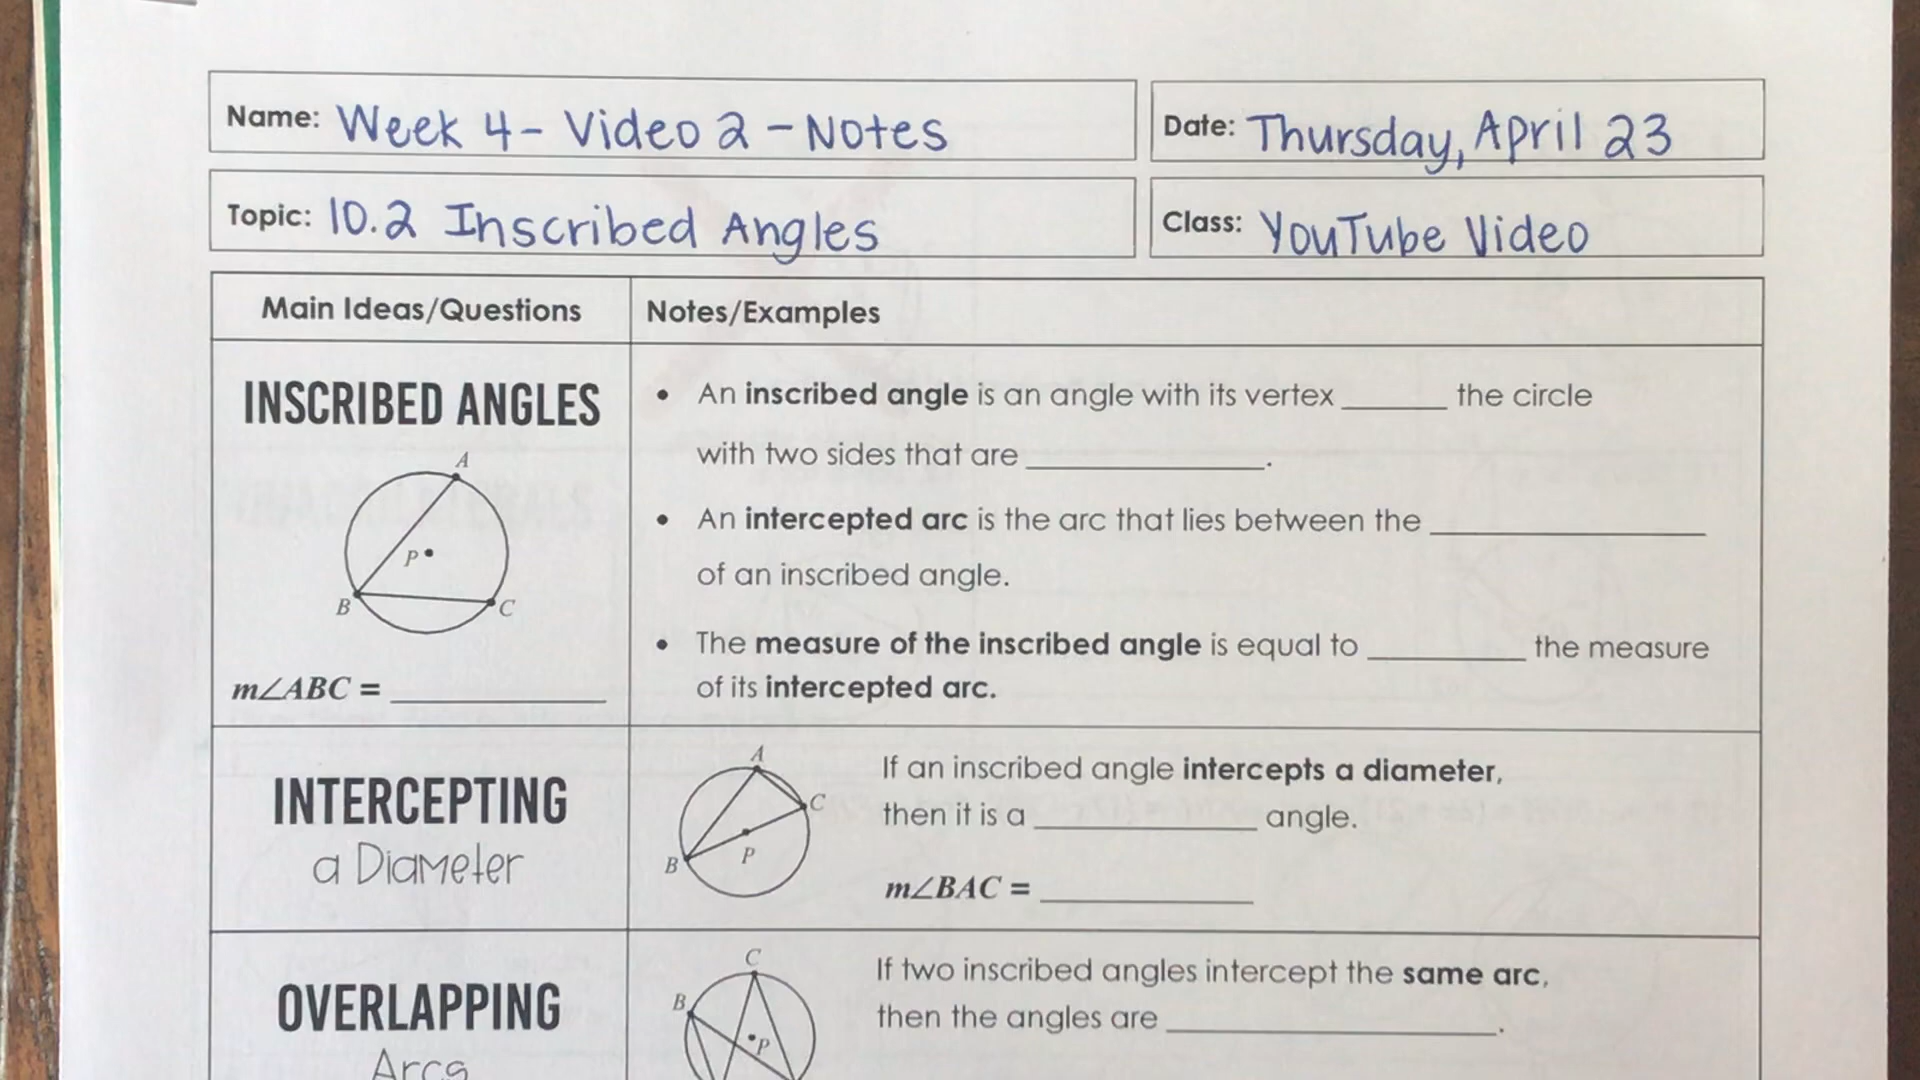 Name: Week 4 - Video 2 - Notes
Date: Thursday, April 23
Topic: 10.2 Inscribed Angles
Class: YouTube Video
Main Ideas/Questions
Notes/Examples
INSCRIBED ANGLES
A
P
B
C
m∠ABC = ________
• An inscribed angle is an angle with its vertex ______ the circle
with two sides that are ______________.
• An intercepted arc is the arc that lies between the ________________
of an inscribed angle.
• The measure of the inscribed angle is equal to _________ the measure
of its intercepted arc.
INTERCEPTING
a Diameter
A
C
P
B
If an inscribed angle intercepts a diameter,
then it is a _____________ angle.
m∠BAC = ____________
OVERLAPPING
Arcs
C
B
P
If two inscribed angles intercept the same arc,
then the angles are ___________________.